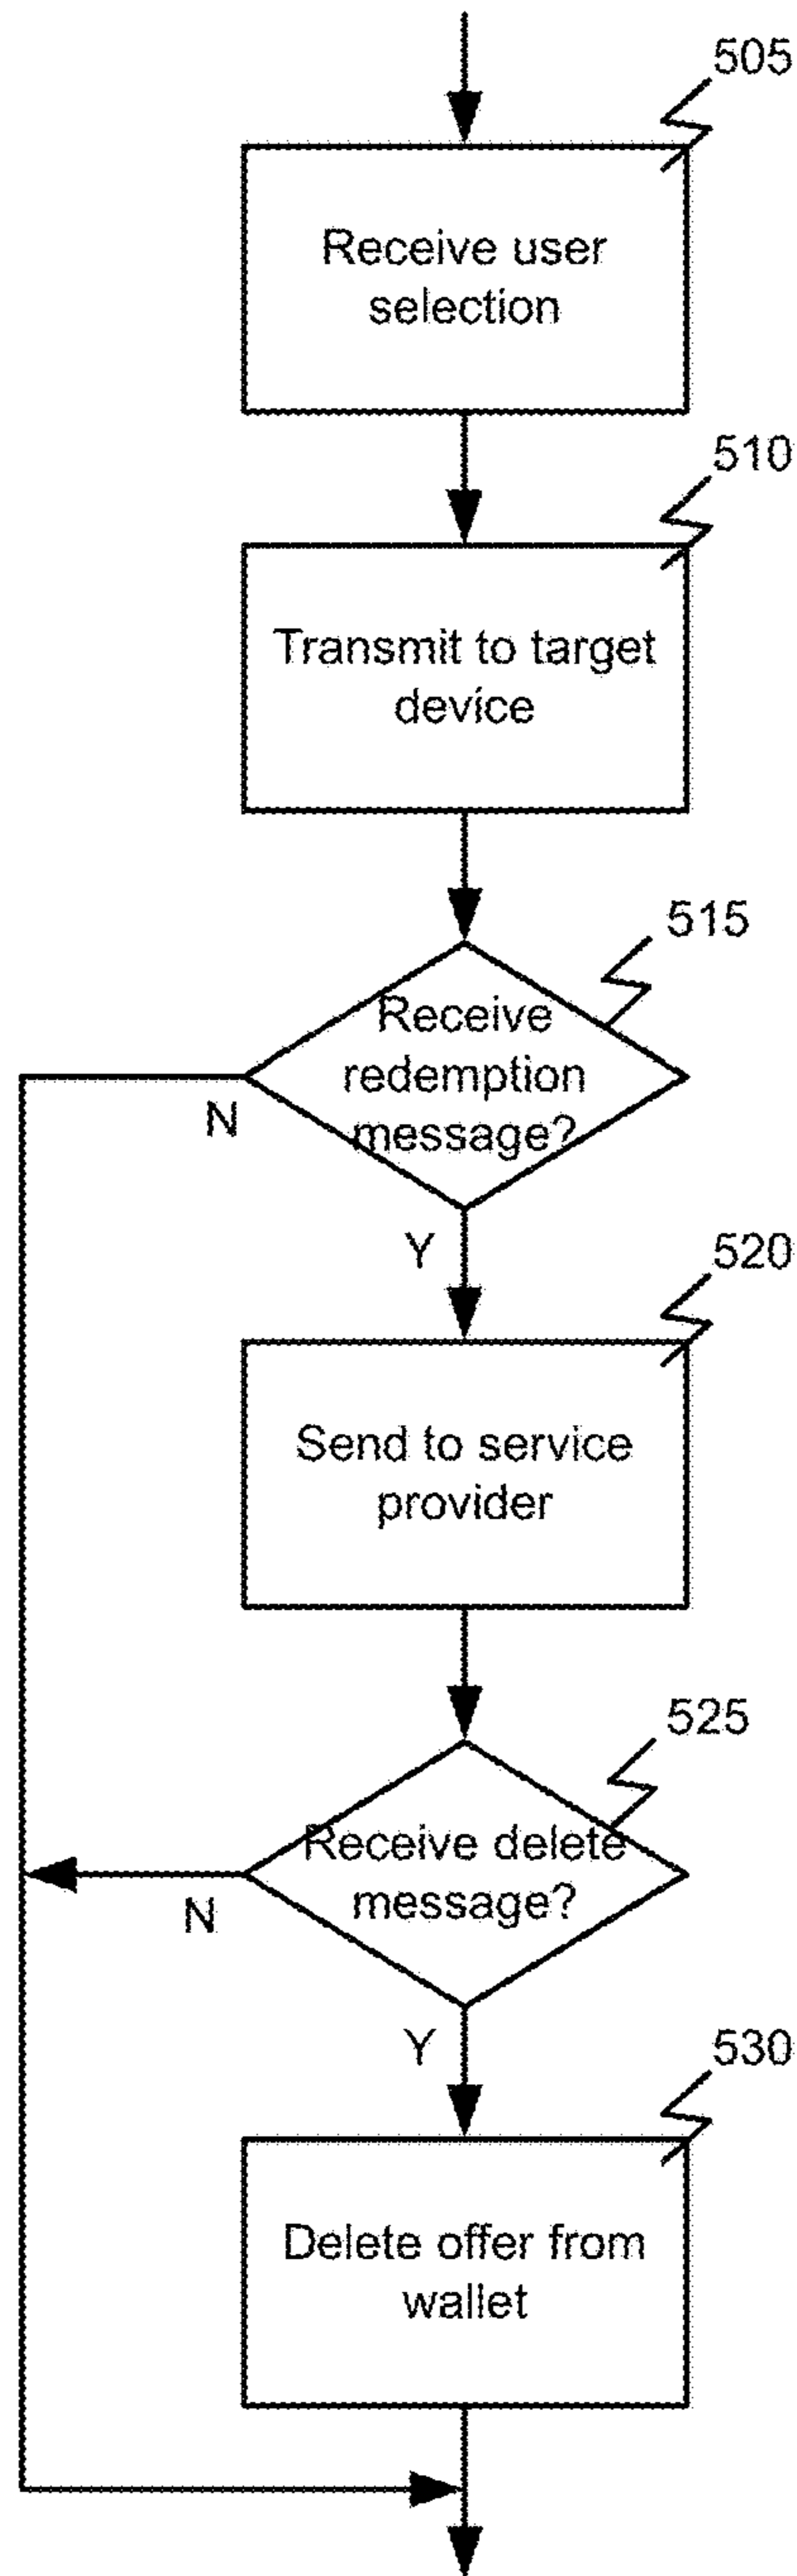 505
Receive user
selection
510
Transmit to target
device
515
Receive
redemption
message?
N
Y
520
Send to service
provider
525
Receive delete
message?
N
Y
530
Delete offer from
wallet